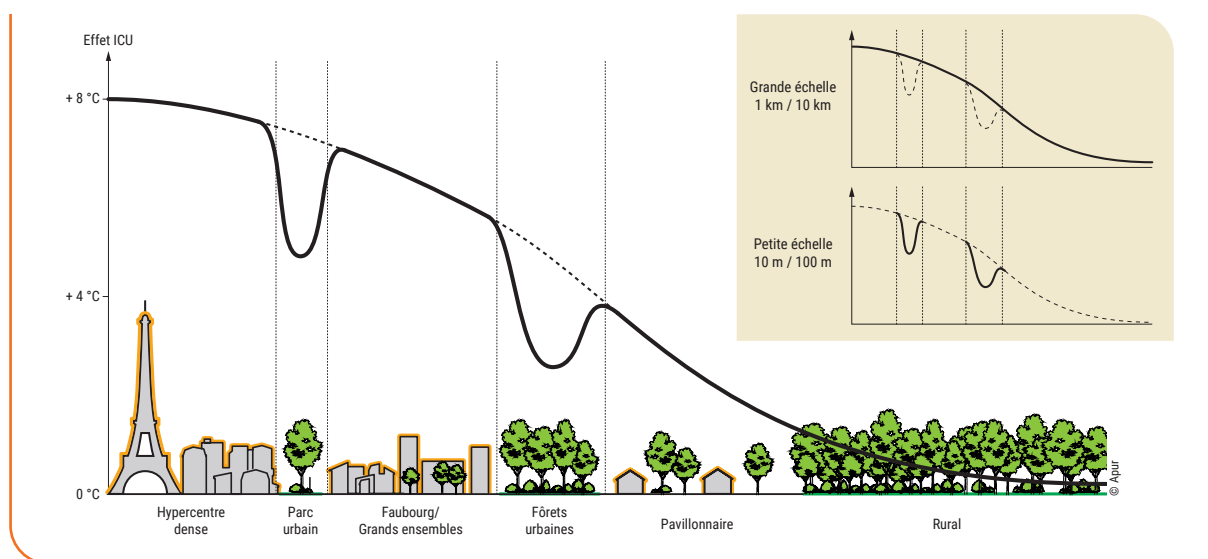 Effet ICU
+ 8 °C
+ 4 °C
0 °C
Hypercentre
dense
Parc
urbain
Faubourg/
Grands ensembles
Fôrets
urbaines
Pavillonnaire
Rural
© Apur
Grande échelle
1 km / 10 km
Petite échelle
10 m / 100 m